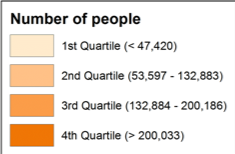 Number of people
1st Quartile (< 47,420)
2nd Quartile (53,597 - 132,883)
3rd Quartile (132,884 - 200,186)
4th Quartile (> 200,033)